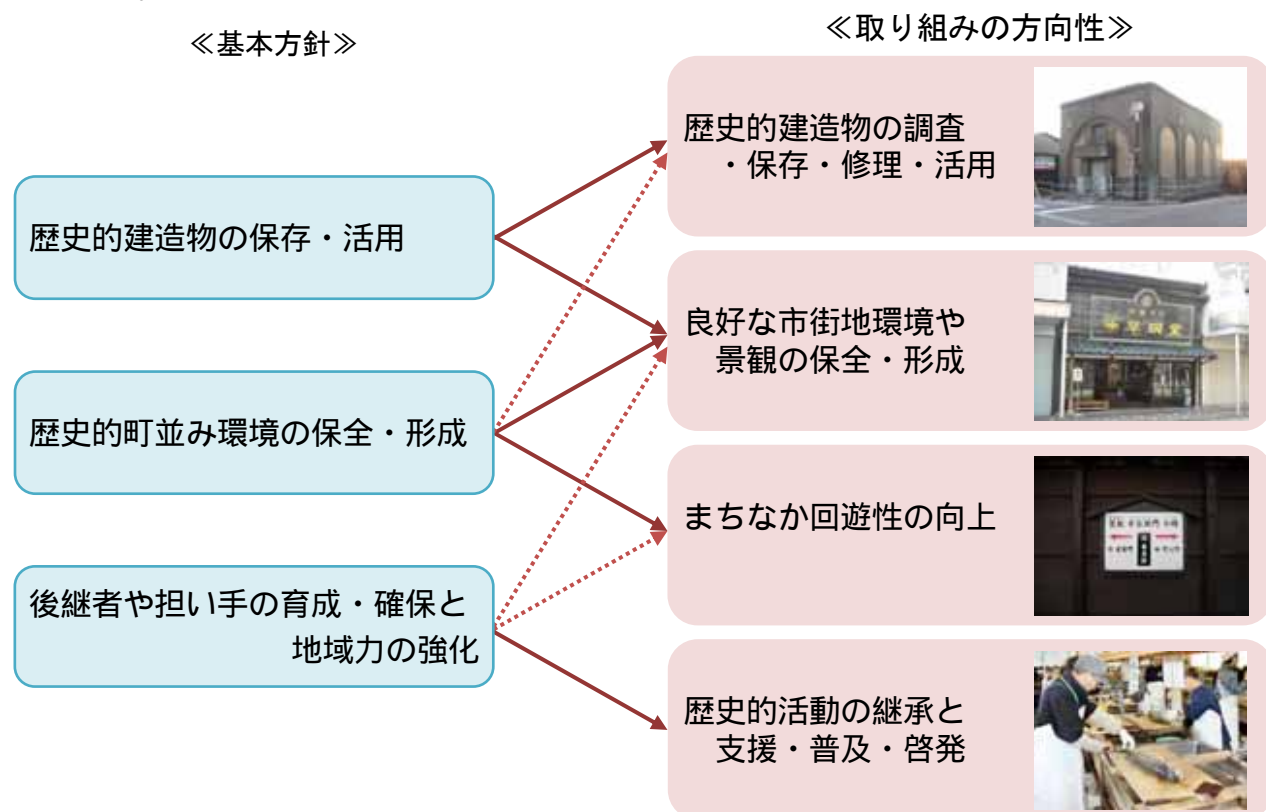 ≪基本方針≫
≪取り組みの方向性≫
歴史的建造物の保存・活用
歴史的町並み環境の保全・形成
後継者や担い手の育成・確保と
地域力の強化
歴史的建造物の調査
・保存・修理・活用
良好な市街地環境や
景観の保全・形成
まちなか回遊性の向上
歴史的活動の継承と
支援・普及・啓発